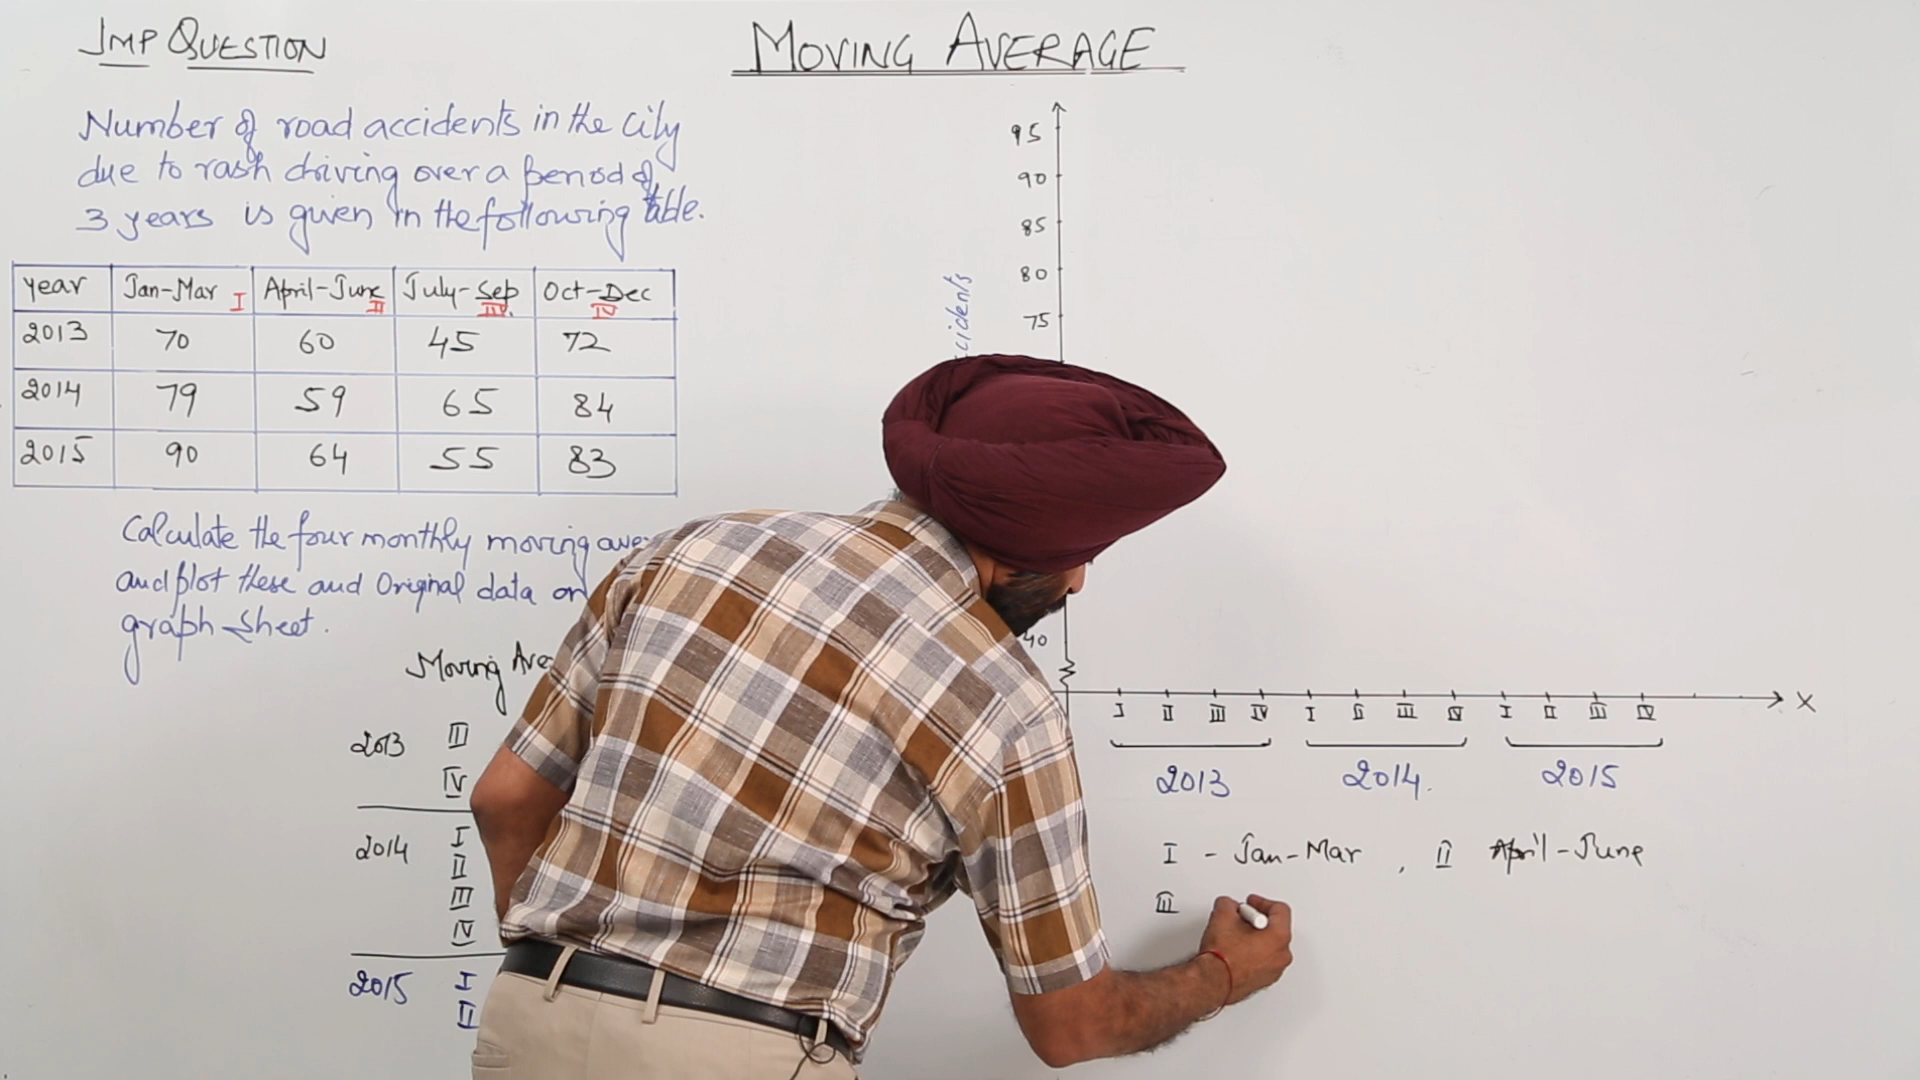 IMP QUESTION
MOVING AVERAGE
Number of road accidents in the city
due to rash driving over a period of
3 years is given in the following table.
year Jan-Mar I April-June II July-Sep III Oct-Dec IV
2013 70 60 45 72
2014 79 59 65 84
2015 90 64 55 83
Calculate the four monthly moving ave
and plot these and Original data on
graph sheet.
Moving Ave
2013 III
IV
2014 I
II
III
IV
2015 I
II
95
90
85
80
75
cidents
40
X
I II III IV I II III IV I II III IV
2013 2014. 2015
I - Jan-Mar , II April-June
III